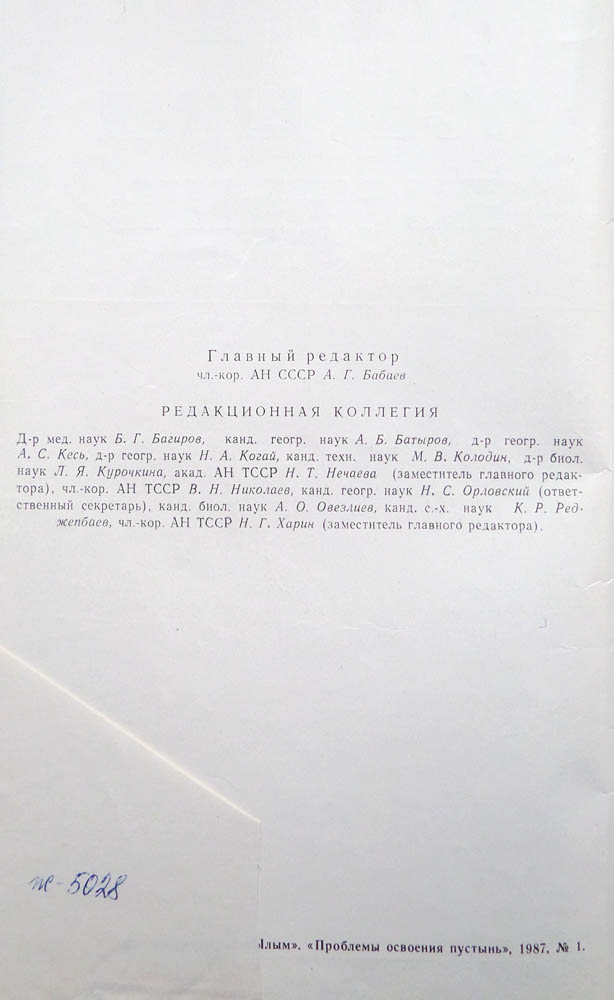 Главный редактор
чл.-кор. АН СССР А. Г. Бабаев
РЕДАКЦИОННАЯ КОЛЛЕГИЯ
Д-р мед. наук Б. Г. Багиров, канд. геогр. наук А. Б. Батыров, д-р геогр. наук
А. С. Кесь, д-р геогр. наук Н. А. Когай, канд. техн. наук М. В. Колодин, д-р биол.
наук Л. Я. Курочкина, акад. АН ТССР Н. Т. Нечаева (заместитель главного редак-
тора), чл.-кор. АН ТССР В. Н. Николаев, канд. геогр. наук Н. С. Орловский (ответ-
ственный секретарь), канд. биол. наук А. О. Овезлиев, канд. с.-х. наук К. Р. Ред-
жепбаев, чл.-кор. АН ТССР Н. Г. Харин (заместитель главного редактора).
ж-5028
лым». «Проблемы освоения пустынь», 1987, № 1.